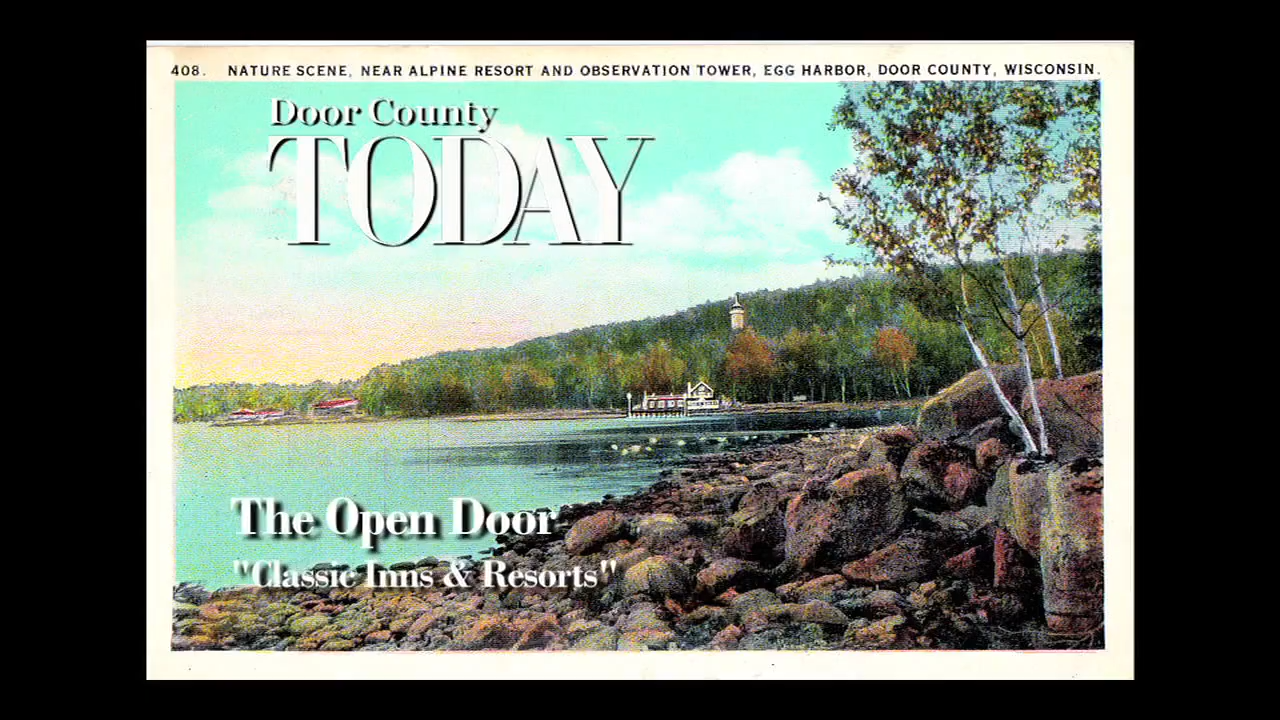 408. NATURE SCENE, NEAR ALPINE RESORT AND OBSERVATION TOWER, EGG HARBOR, DOOR COUNTY, WISCONSIN.
Door County
TODAY
The Open Door
"Classic Inns & Resorts"